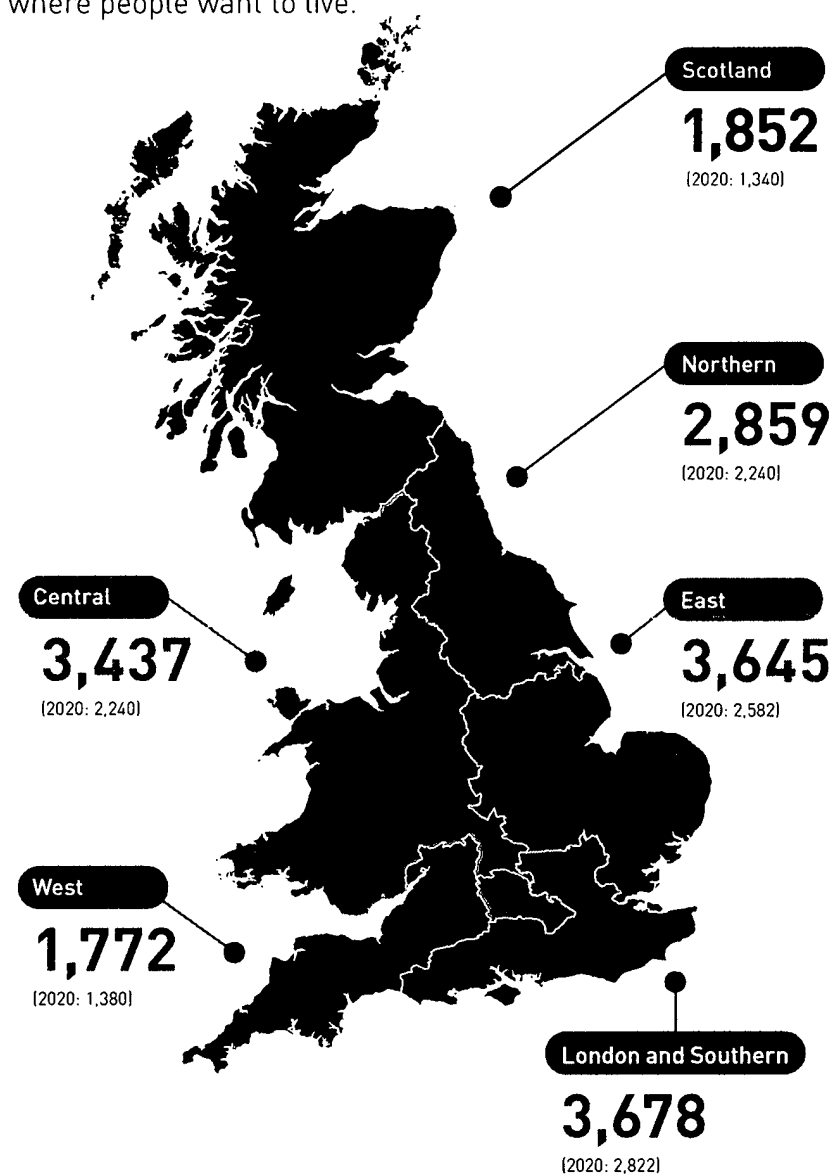 where people want to live.
Scotland
1,852
(2020: 1,340)
Northern
2,859
(2020: 2,240)
Central
3,437
(2020: 2,240)
East
3,645
(2020: 2,582)
West
1,772
(2020: 1,380)
London and Southern
3,678
(2020: 2,822)